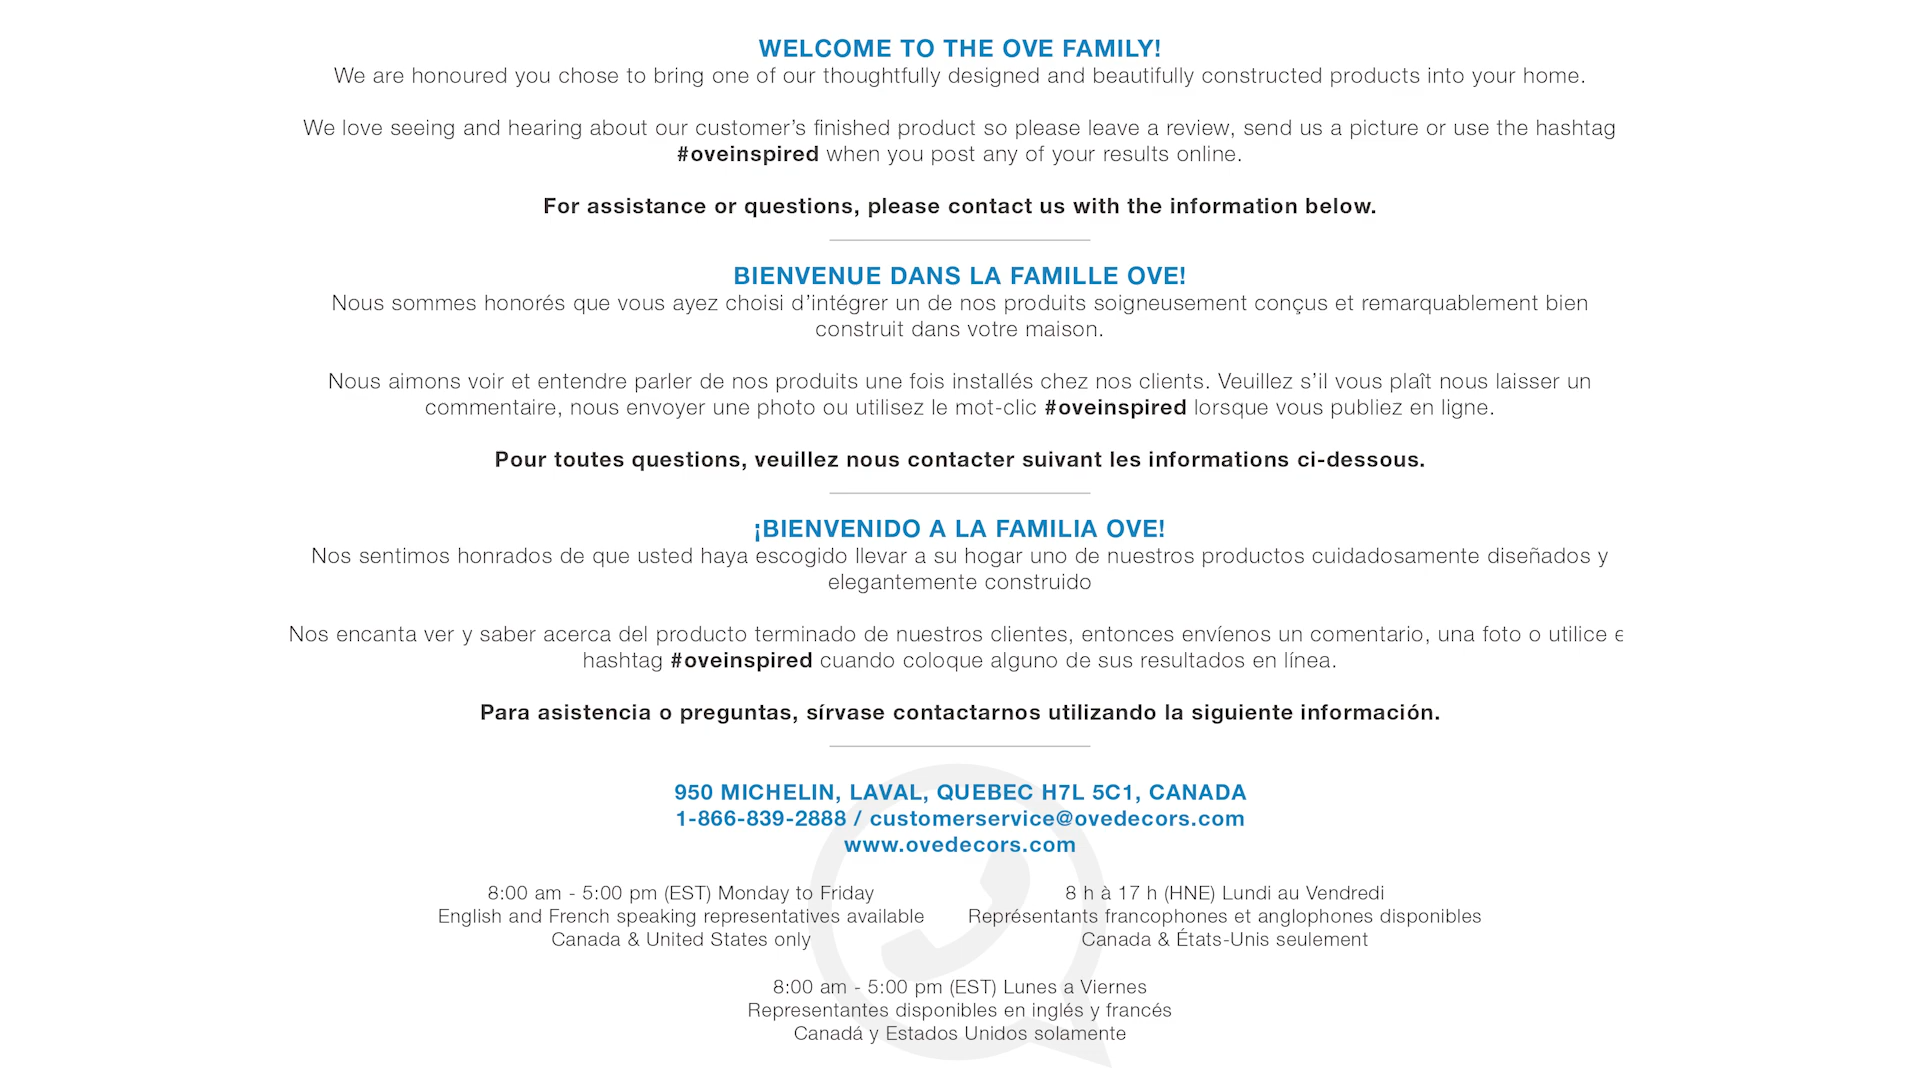 WELCOME TO THE OVE FAMILY!
We are honoured you chose to bring one of our thoughtfully designed and beautifully constructed products into your home.
We love seeing and hearing about our customer’s finished product so please leave a review, send us a picture or use the hashtag
#oveinspired when you post any of your results online.
For assistance or questions, please contact us with the information below.
BIENVENUE DANS LA FAMILLE OVE!
Nous sommes honorés que vous ayez choisi d’intégrer un de nos produits soigneusement conçus et remarquablement bien
construit dans votre maison.
Nous aimons voir et entendre parler de nos produits une fois installés chez nos clients. Veuillez s’il vous plaît nous laisser un
commentaire, nous envoyer une photo ou utilisez le mot-clic #oveinspired lorsque vous publiez en ligne.
Pour toutes questions, veuillez nous contacter suivant les informations ci-dessous.
¡BIENVENIDO A LA FAMILIA OVE!
Nos sentimos honrados de que usted haya escogido llevar a su hogar uno de nuestros productos cuidadosamente diseñados y
elegantemente construido
Nos encanta ver y saber acerca del producto terminado de nuestros clientes, entonces envíenos un comentario, una foto o utilice
hashtag #oveinspired cuando coloque alguno de sus resultados en línea.
Para asistencia o preguntas, sírvase contactarnos utilizando la siguiente información.
950 MICHELIN, LAVAL, QUEBEC H7L 5C1, CANADA
1-866-839-2888 / customerservice@ovedecors.com
www.ovedecors.com
8:00 am - 5:00 pm (EST) Monday to Friday
English and French speaking representatives available
Canada & United States only
8 h à 17 h (HNE) Lundi au Vendredi
Représentants francophones et anglophones disponibles
Canada & États-Unis seulement
8:00 am - 5:00 pm (EST) Lunes a Viernes
Representantes disponibles en inglés y francés
Canadá y Estados Unidos solamente